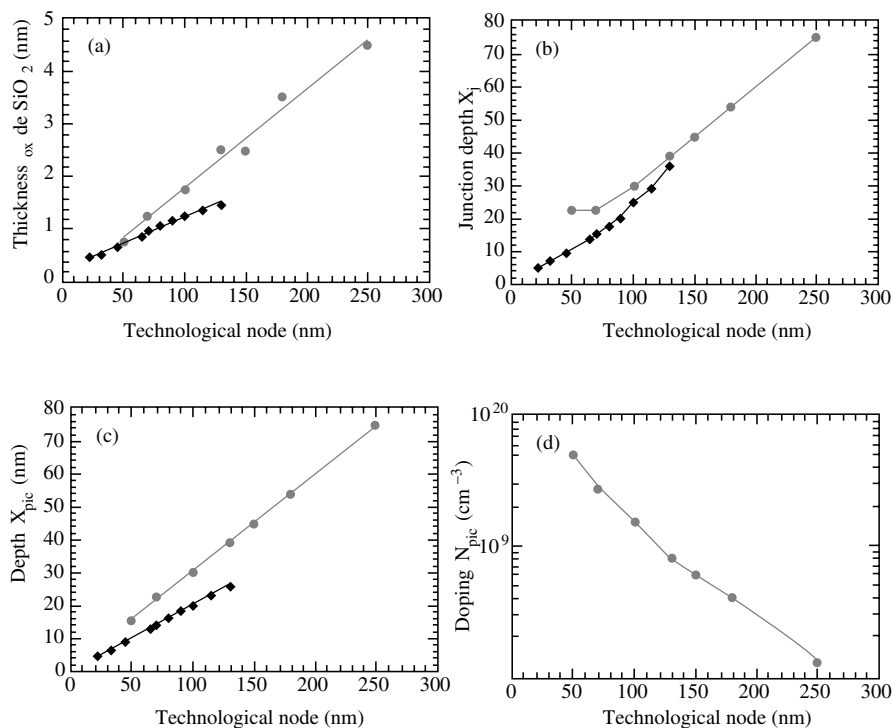 (a)
Thickness ox de SiO 2 (nm)
5
4
3
2
1
0
0 50 100 150 200 250 300
Technological node (nm)
(b)
Junction depth Xj
80
70
60
50
40
30
20
10
0
0 50 100 150 200 250 300
Technological node (nm)
(c)
Depth Xpic (nm)
80
70
60
50
40
30
20
10
0
0 50 100 150 200 250 300
Technological node (nm)
(d)
Doping Npic (cm−3)
10^20
10^9
0 50 100 150 200 250 300
Technological node (nm)